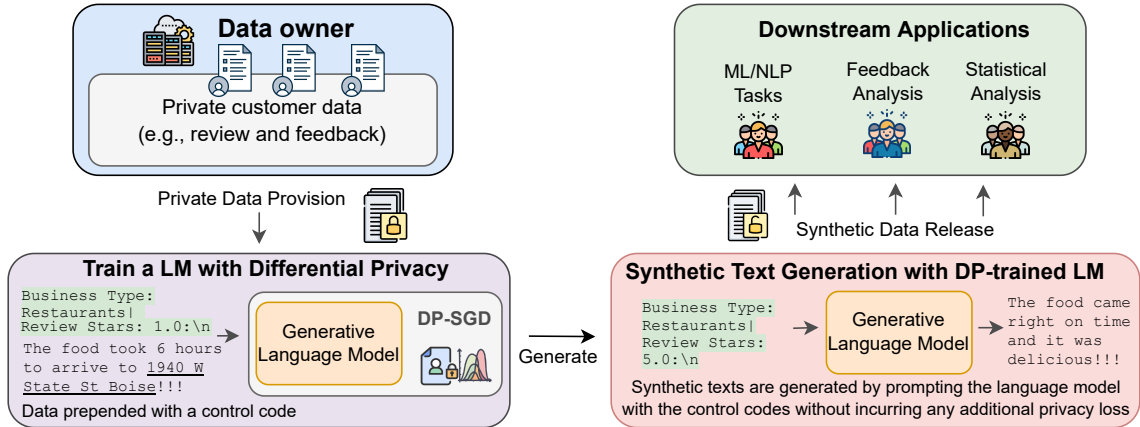 Data owner
Private customer data
(e.g., review and feedback)
Downstream Applications
ML/NLP
Tasks
Feedback
Analysis
Statistical
Analysis
Private Data Provision
Synthetic Data Release
Train a LM with Differential Privacy
Business Type:
Restaurants|
Review Stars: 1.0:\n
The food took 6 hours
to arrive to 1940 W
State St Boise!!!
Generative
Language Model
DP-SGD
Data prepended with a control code
Generate
Synthetic Text Generation with DP-trained LM
Business Type:
Restaurants|
Review Stars:
5.0:\n
Generative
Language Model
The food came
right on time
and it was
delicious!!!
Synthetic texts are generated by prompting the language model
with the control codes without incurring any additional privacy loss